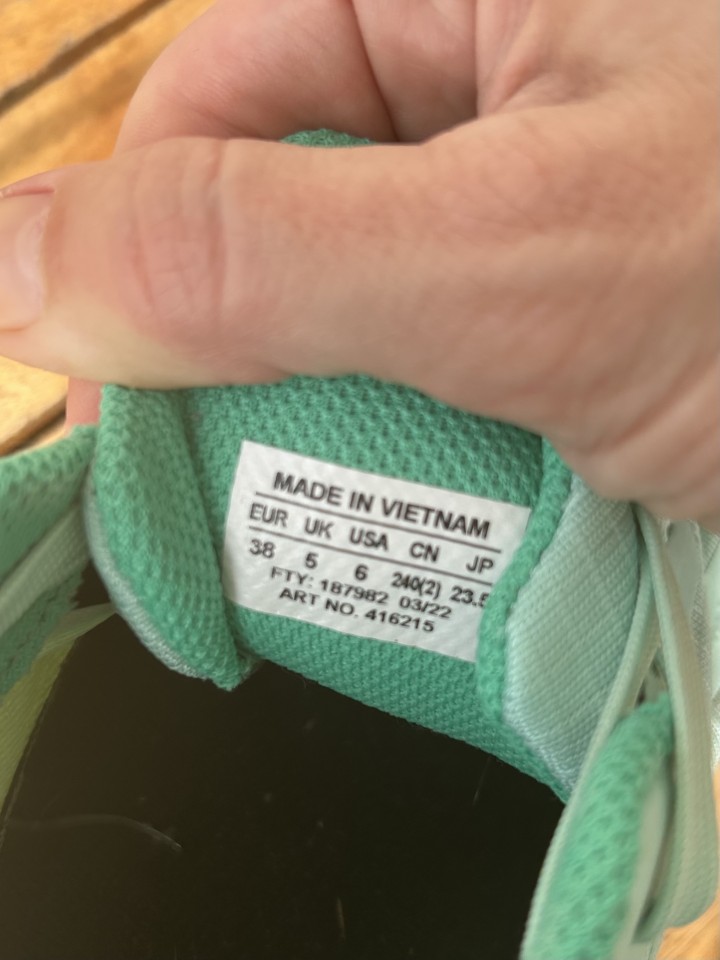 MADE IN VIETNAM
EUR UK USA CN JP
38 5 6 240(2) 23.5
FTY: 187982 03/22
ART NO. 416215